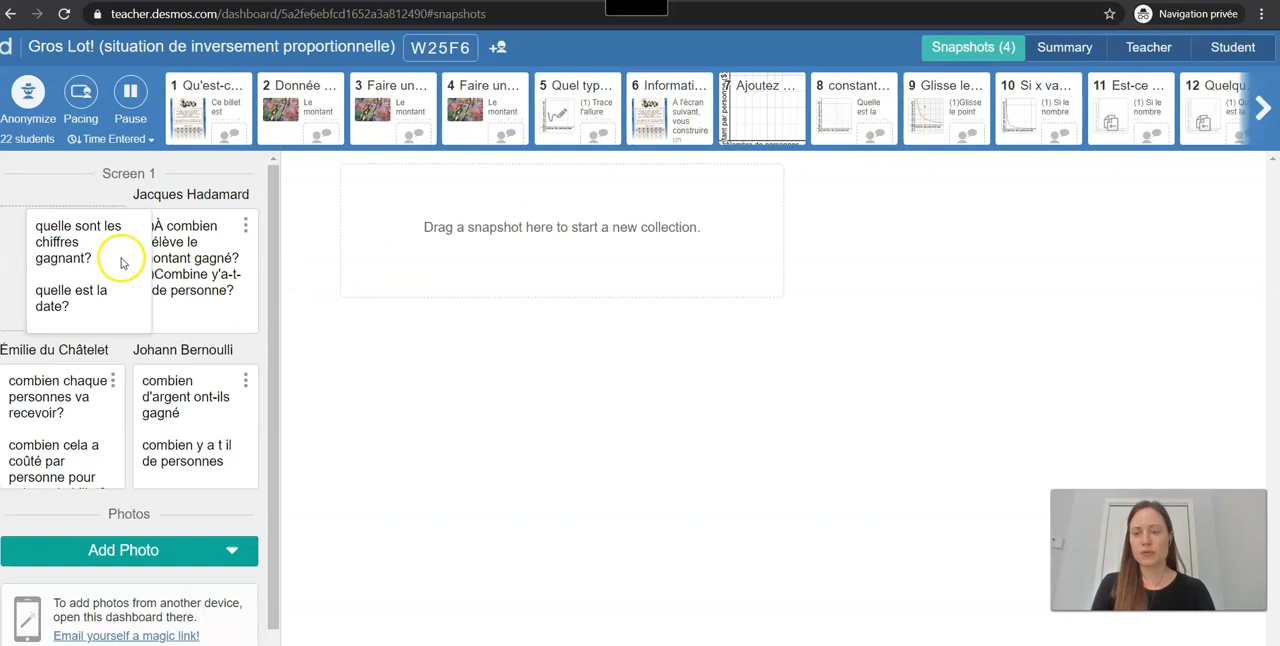 teacher.desmos.com/dashboard/5a2fe6ebfcd1652a3a812490#snapshots
Navigation privée
Gros Lot! (situation de inversement proportionnelle)
W25F6
Snapshots (4)
Summary
Teacher
Student
Anonymize
Pacing
Pause
22 students
Time Entered
1 Qu'est-c...
Ce billet
est
2 Donnée ...
Le
montant
3 Faire un...
Le
montant
4 Faire un...
Le
montant
5 Quel typ...
(1) Trace
l'allure
6 Informati...
A l'écran
suivant,
vous
construire
un
Ajoutez ...
8 constant...
Quelle
est la
9 Glisse le...
(1)Glisse
le point
10 Si x va...
(1) Si le
nombre
11 Est-ce ...
(1) Si le
nombre
12 Quelqu
est la
Screen 1
Jacques Hadamard
quelle sont les
chiffres
gagnant?
quelle est la
date?
)À combien
élève le
ontant gagné?
)Combine y'a-t-
de personne?
Émilie du Châtelet
combien chaque
personnes va
recevoir?
combien cela a
coûté par
personne pour
Johann Bernoulli
combien
d'argent ont-ils
gagné
combien y a t il
de personnes
Photos
Add Photo
To add photos from another device,
open this dashboard there.
Email yourself a magic link!
Drag a snapshot here to start a new collection.